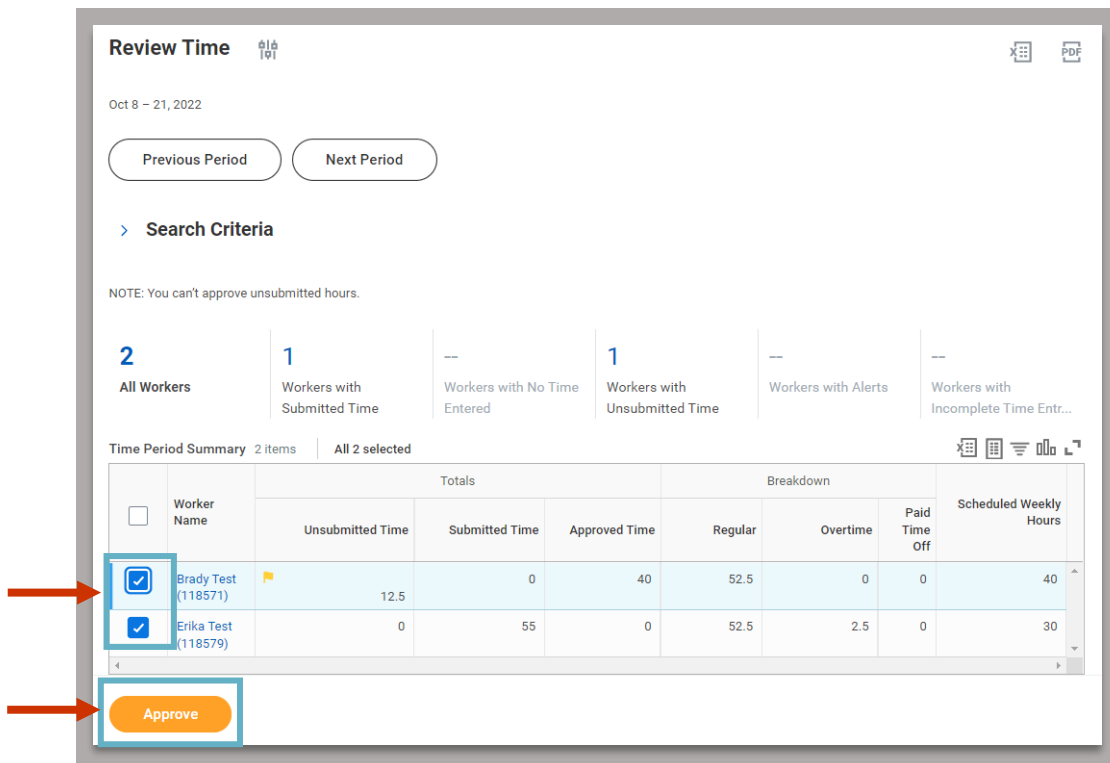 Review Time
PDF
Oct 8 – 21, 2022
Previous Period
Next Period
Search Criteria
NOTE: You can't approve unsubmitted hours.
2
All Workers
1
Workers with
Submitted Time
--
Workers with No Time
Entered
1
Workers with
Unsubmitted Time
--
Workers with Alerts
--
Workers with
Incomplete Time Entr...
Time Period Summary 2 items All 2 selected
Totals Breakdown
Worker
Name
Unsubmitted Time Submitted Time Approved Time Regular Overtime
Paid
Time
Off
Scheduled Weekly
Hours
Brady Test
(118571)
12.5 0 40 52.5 0 0 40
Erika Test
(118579)
0 55 0 52.5 2.5 0 30
Approve